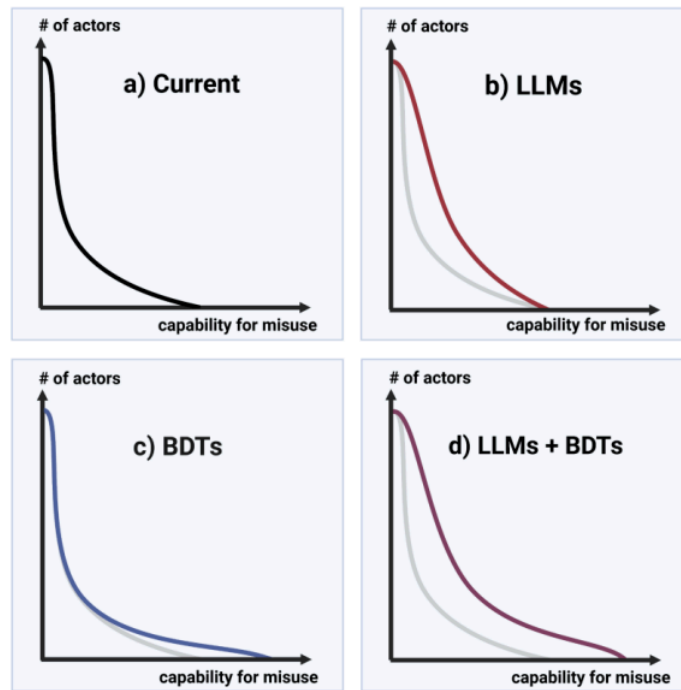 # of actors
a) Current
capability for misuse
# of actors
b) LLMs
capability for misuse
# of actors
c) BDTs
capability for misuse
# of actors
d) LLMs + BDTs
capability for misuse